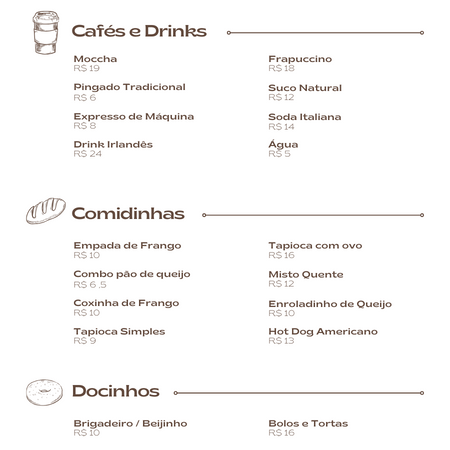 Cafés e Drinks
Moccha
R$ 19
Pingado Tradicional
R$ 6
Expresso de Máquina
R$ 8
Drink Irlandês
R$ 24
Frapuccino
R$ 18
Suco Natural
R$ 12
Soda Italiana
R$ 14
Água
R$ 5
Comidinhas
Empada de Frango
R$ 10
Combo pão de queijo
R$ 6 .5
Coxinha de Frango
R$ 10
Tapioca Simples
R$ 9
Tapioca com ovo
R$ 16
Misto Quente
R$ 12
Enroladinho de Queijo
R$ 10
Hot Dog Americano
R$ 13
Docinhos
Brigadeiro / Beijinho
R$ 10
Bolos e Tortas
R$ 16